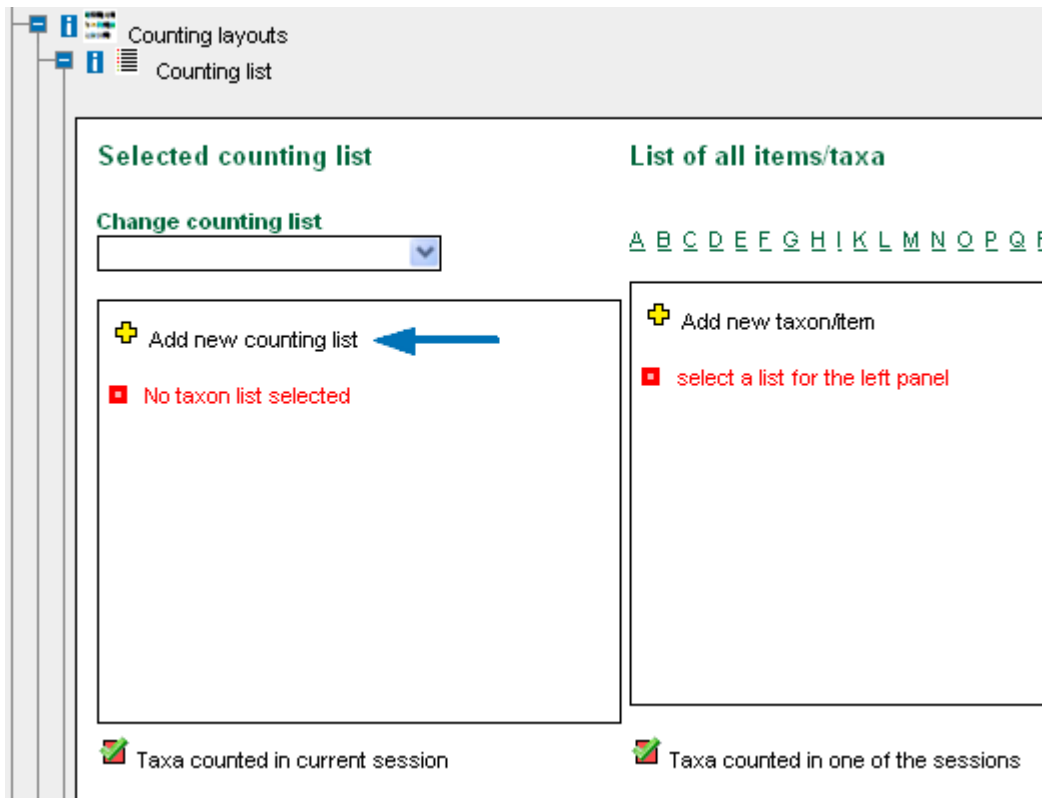 Counting layouts
Counting list
Selected counting list
List of all items/taxa
Change counting list
A B C D E F G H I K L M N O P Q
Add new counting list
Add new taxon/item
No taxon list selected
select a list for the left panel
Taxa counted in current session
Taxa counted in one of the sessions